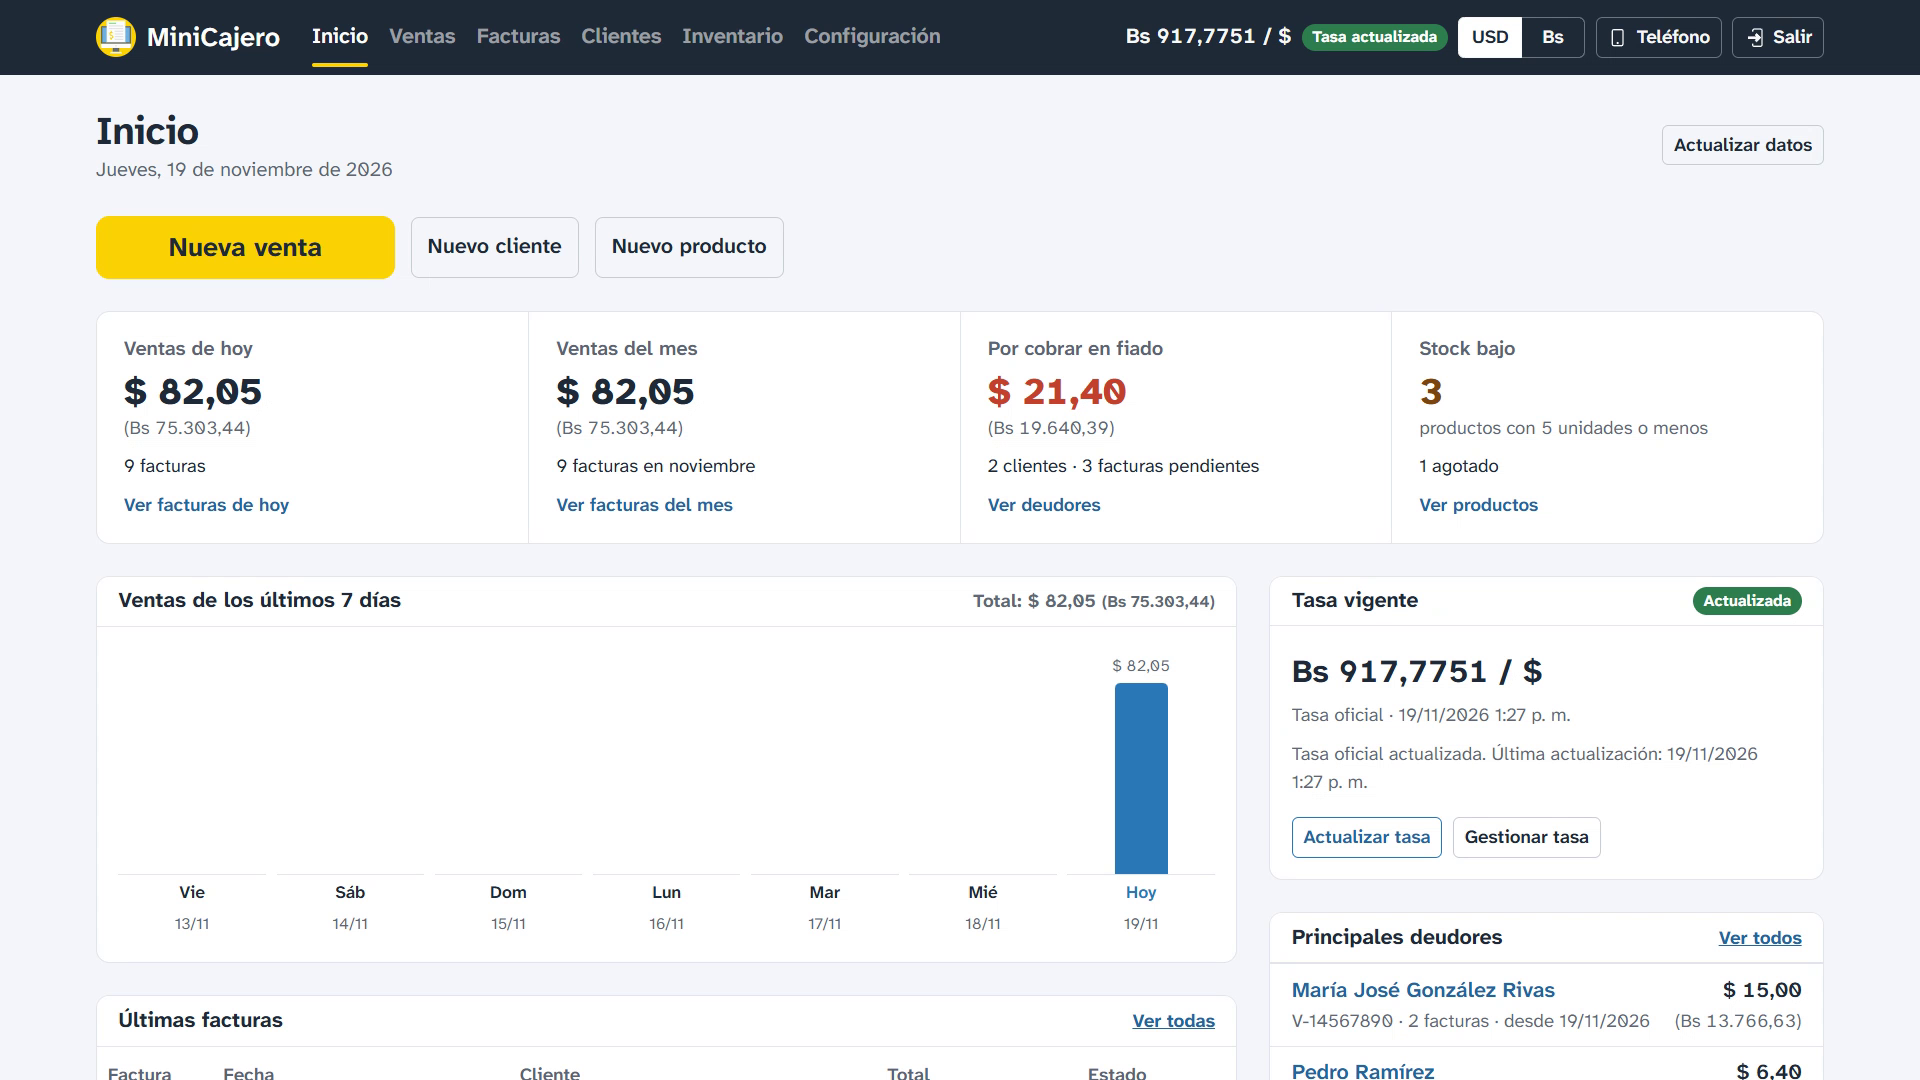 MiniCajero
Inicio
Ventas
Facturas
Clientes
Inventario
Configuración
Bs 917,7751 / $
Tasa actualizada
USD
Bs
Teléfono
Salir
Inicio
Jueves, 19 de noviembre de 2026
Actualizar datos
Nueva venta
Nuevo cliente
Nuevo producto
Ventas de hoy
$ 82,05
(Bs 75.303,44)
9 facturas
Ver facturas de hoy
Ventas del mes
$ 82,05
(Bs 75.303,44)
9 facturas en noviembre
Ver facturas del mes
Por cobrar en fiado
$ 21,40
(Bs 19.640,39)
2 clientes · 3 facturas pendientes
Ver deudores
Stock bajo
3
productos con 5 unidades o menos
1 agotado
Ver productos
Ventas de los últimos 7 días
Total: $ 82,05 (Bs 75.303,44)
$ 82,05
Vie
13/11
Sáb
14/11
Dom
15/11
Lun
16/11
Mar
17/11
Mié
18/11
Hoy
19/11
Tasa vigente
Actualizada
Bs 917,7751 / $
Tasa oficial · 19/11/2026 1:27 p. m.
Tasa oficial actualizada. Última actualización: 19/11/2026
1:27 p. m.
Actualizar tasa
Gestionar tasa
Principales deudores
Ver todos
María José González Rivas
$ 15,00
V-14567890 · 2 facturas · desde 19/11/2026
(Bs 13.766,63)
Pedro Ramírez
$ 6,40
Últimas facturas
Ver todas
Factura
Fecha
Cliente
Total
Estado